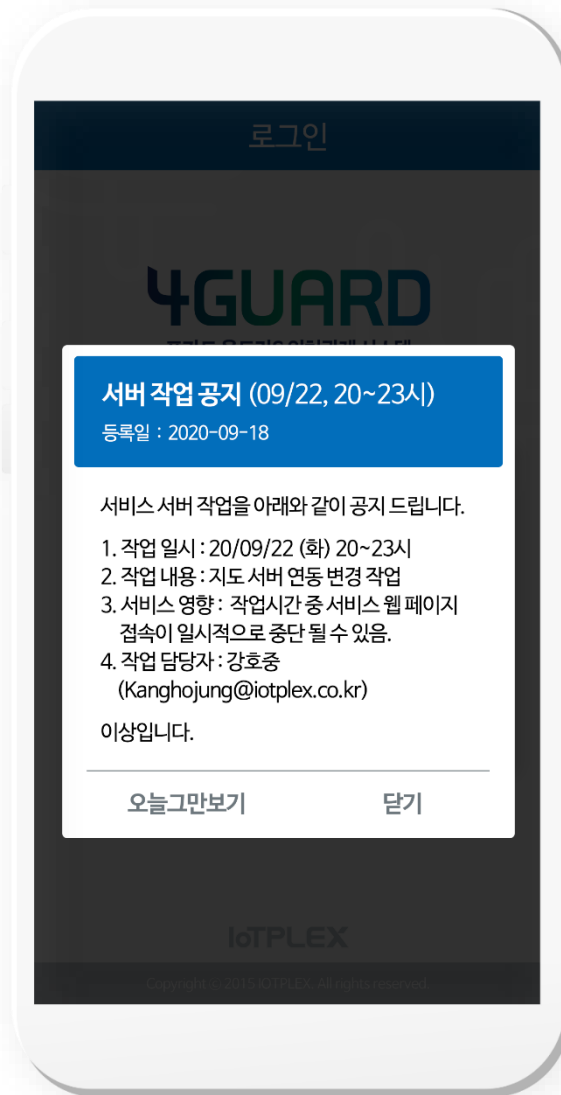 로그인
4GUARD
서버 작업 공지 (09/22, 20~23시)
등록일 : 2020-09-18
서비스 서버 작업을 아래와 같이 공지 드립니다.
1. 작업 일시 : 20/09/22 (화) 20~23시
2. 작업 내용 : 지도 서버 연동 변경 작업
3. 서비스 영향 : 작업시간 중 서비스 웹 페이지
접속이 일시적으로 중단 될 수 있음.
4. 작업 담당자 : 강호중
(Kanghojung@iotplex.co.kr)
이상입니다.
오늘그만보기 닫기
IoTPLEX
Copyright © 2015 IOTPLEX. All rights reserved.